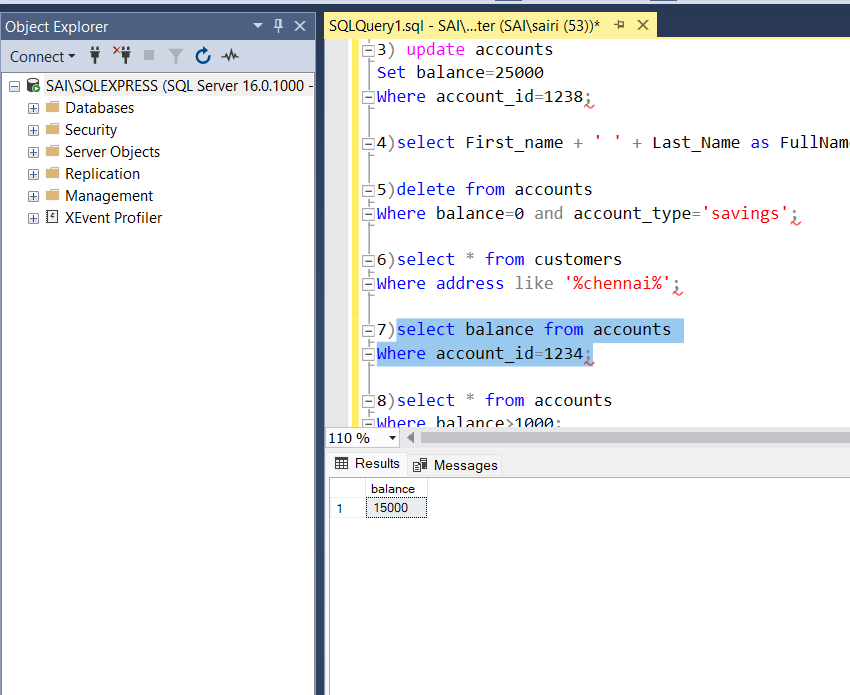 Object Explorer
Connect
SAI\SQLEXPRESS (SQL Server 16.0.1000 -
Databases
Security
Server Objects
Replication
Management
XEvent Profiler
SQLQuery1.sql - SAI\...ter (SAI\sairi (53))*
3) update accounts
Set balance=25000
Where account_id=1238;
4)select First_name + ' ' + Last_Name as FullNam
5)delete from accounts
Where balance=0 and account_type='savings';
6)select * from customers
Where address like '%chennai%';
7)select balance from accounts
Where account_id=1234;
8)select * from accounts
Where balance>1000;
110 %
Results Messages
balance
1 15000